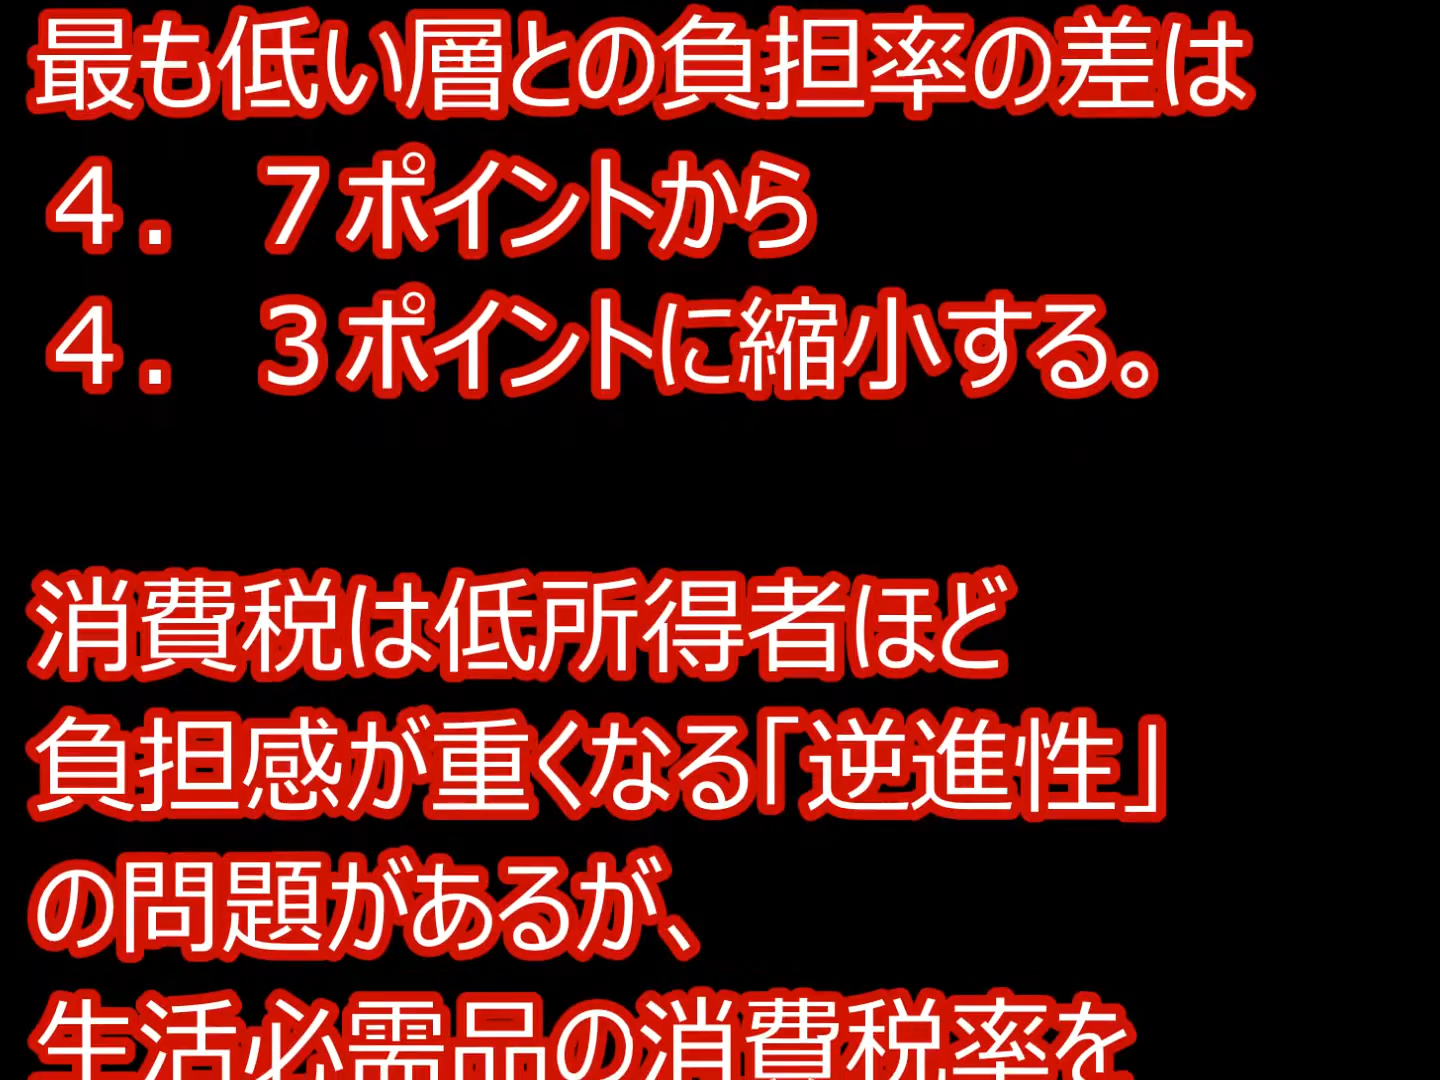 最も低い層との負担率の差は
４．７ポイントから
４．３ポイントに縮小する。
消費税は低所得者ほど
負担感が重くなる「逆進性」
の問題があるが、
生活必需品の消費税率を